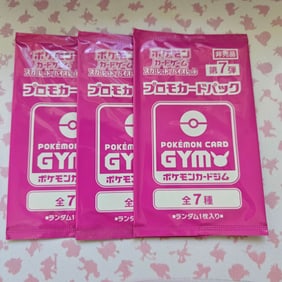 ポケモン
カードゲーム
スカーレット&バイオレット
非売品
第7弾
プロモカードパック
POKÉMON CARD
GYM
ポケモンカードジム
全7種
*ランダム1枚入り*